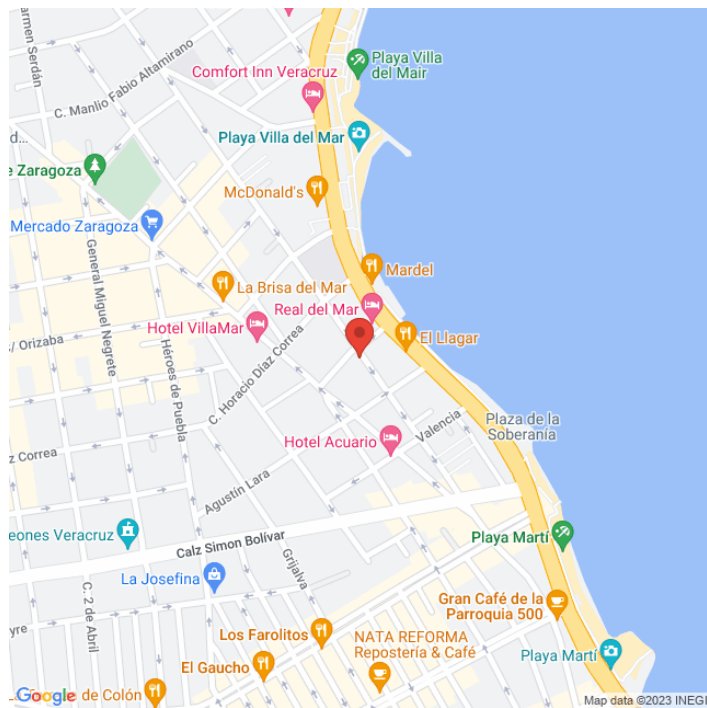 Carmen Serdán
C. Manlio Fabio Altamirano
Comfort Inn Veracruz
Playa Villa
del Mair
Playa Villa del Mar
e Zaragoza
d...
McDonald's
Mercado Zaragoza
General Miguel Negrete
La Brisa del Mar
Mardel
Real del Mar
Hotel VillaMar
El Llagar
s/ Orizaba
Héroes de Puebla
C. Horacio Díaz Correa
Plaza de la
Soberanía
Hotel Acuario
Valencia
z Correa
Agustín Lara
eones Veracruz
Calz Simon Bolívar
Playa Martí
Grijalva
La Josefina
C. 2 de Abril
Gran Café de la
Parroquia 500
yre
Los Farolitos
NATA REFORMA
Repostería & Café
El Gaucho
Playa Martí
de Colón
Google
Map data ©2023 INEGI